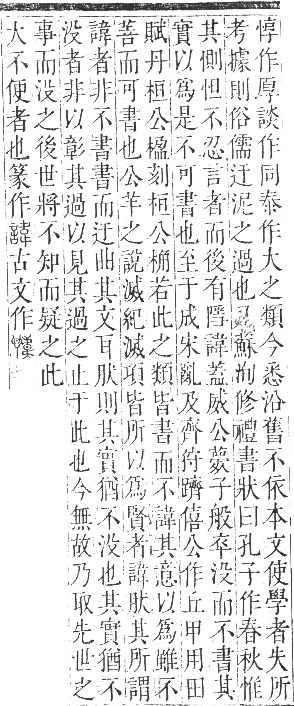 惇作厚談作同泰作大之類今悉沿舊不依本文使學者失所
考據則俗儒迂泥之過也又蘇洵修禮書狀曰孔子作春秋惟
其惻怛不忍言者而後有隱諱蓋威公薨子般卒没而不書其
實以爲是不可書也至于成宋亂及齊狩躋僖公作丘甲用田
賦丹桓公楹刻桓公桷若此之類皆書而不諱其意以爲雖不
善而可書也公羊之說滅紀滅項皆所以爲賢者諱肰其所謂
諱者非不書書而迂曲其文耳肰則其實猶不没也其實猶不
没者非以彰其過以見其過之止于此也今無故乃取先世之
事而没之後世將不知而疑之此
大不便者也篆作諱古文作